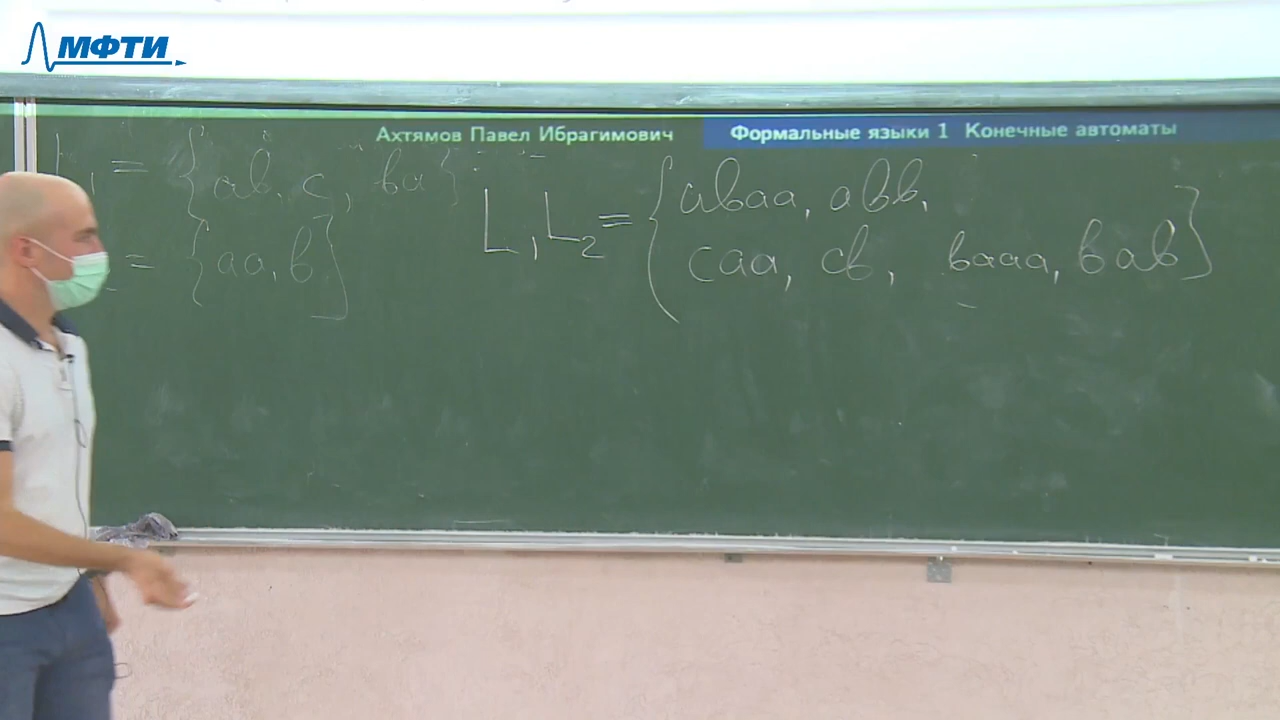 МФТИ
Ахтямов Павел Ибрагимович Формальные языки 1 Конечные автоматы
L₁ = {ab, c, ba}
= {aa, b}
L₁L₂ = {abaa, abb,
caa, cb, baaa, bab}